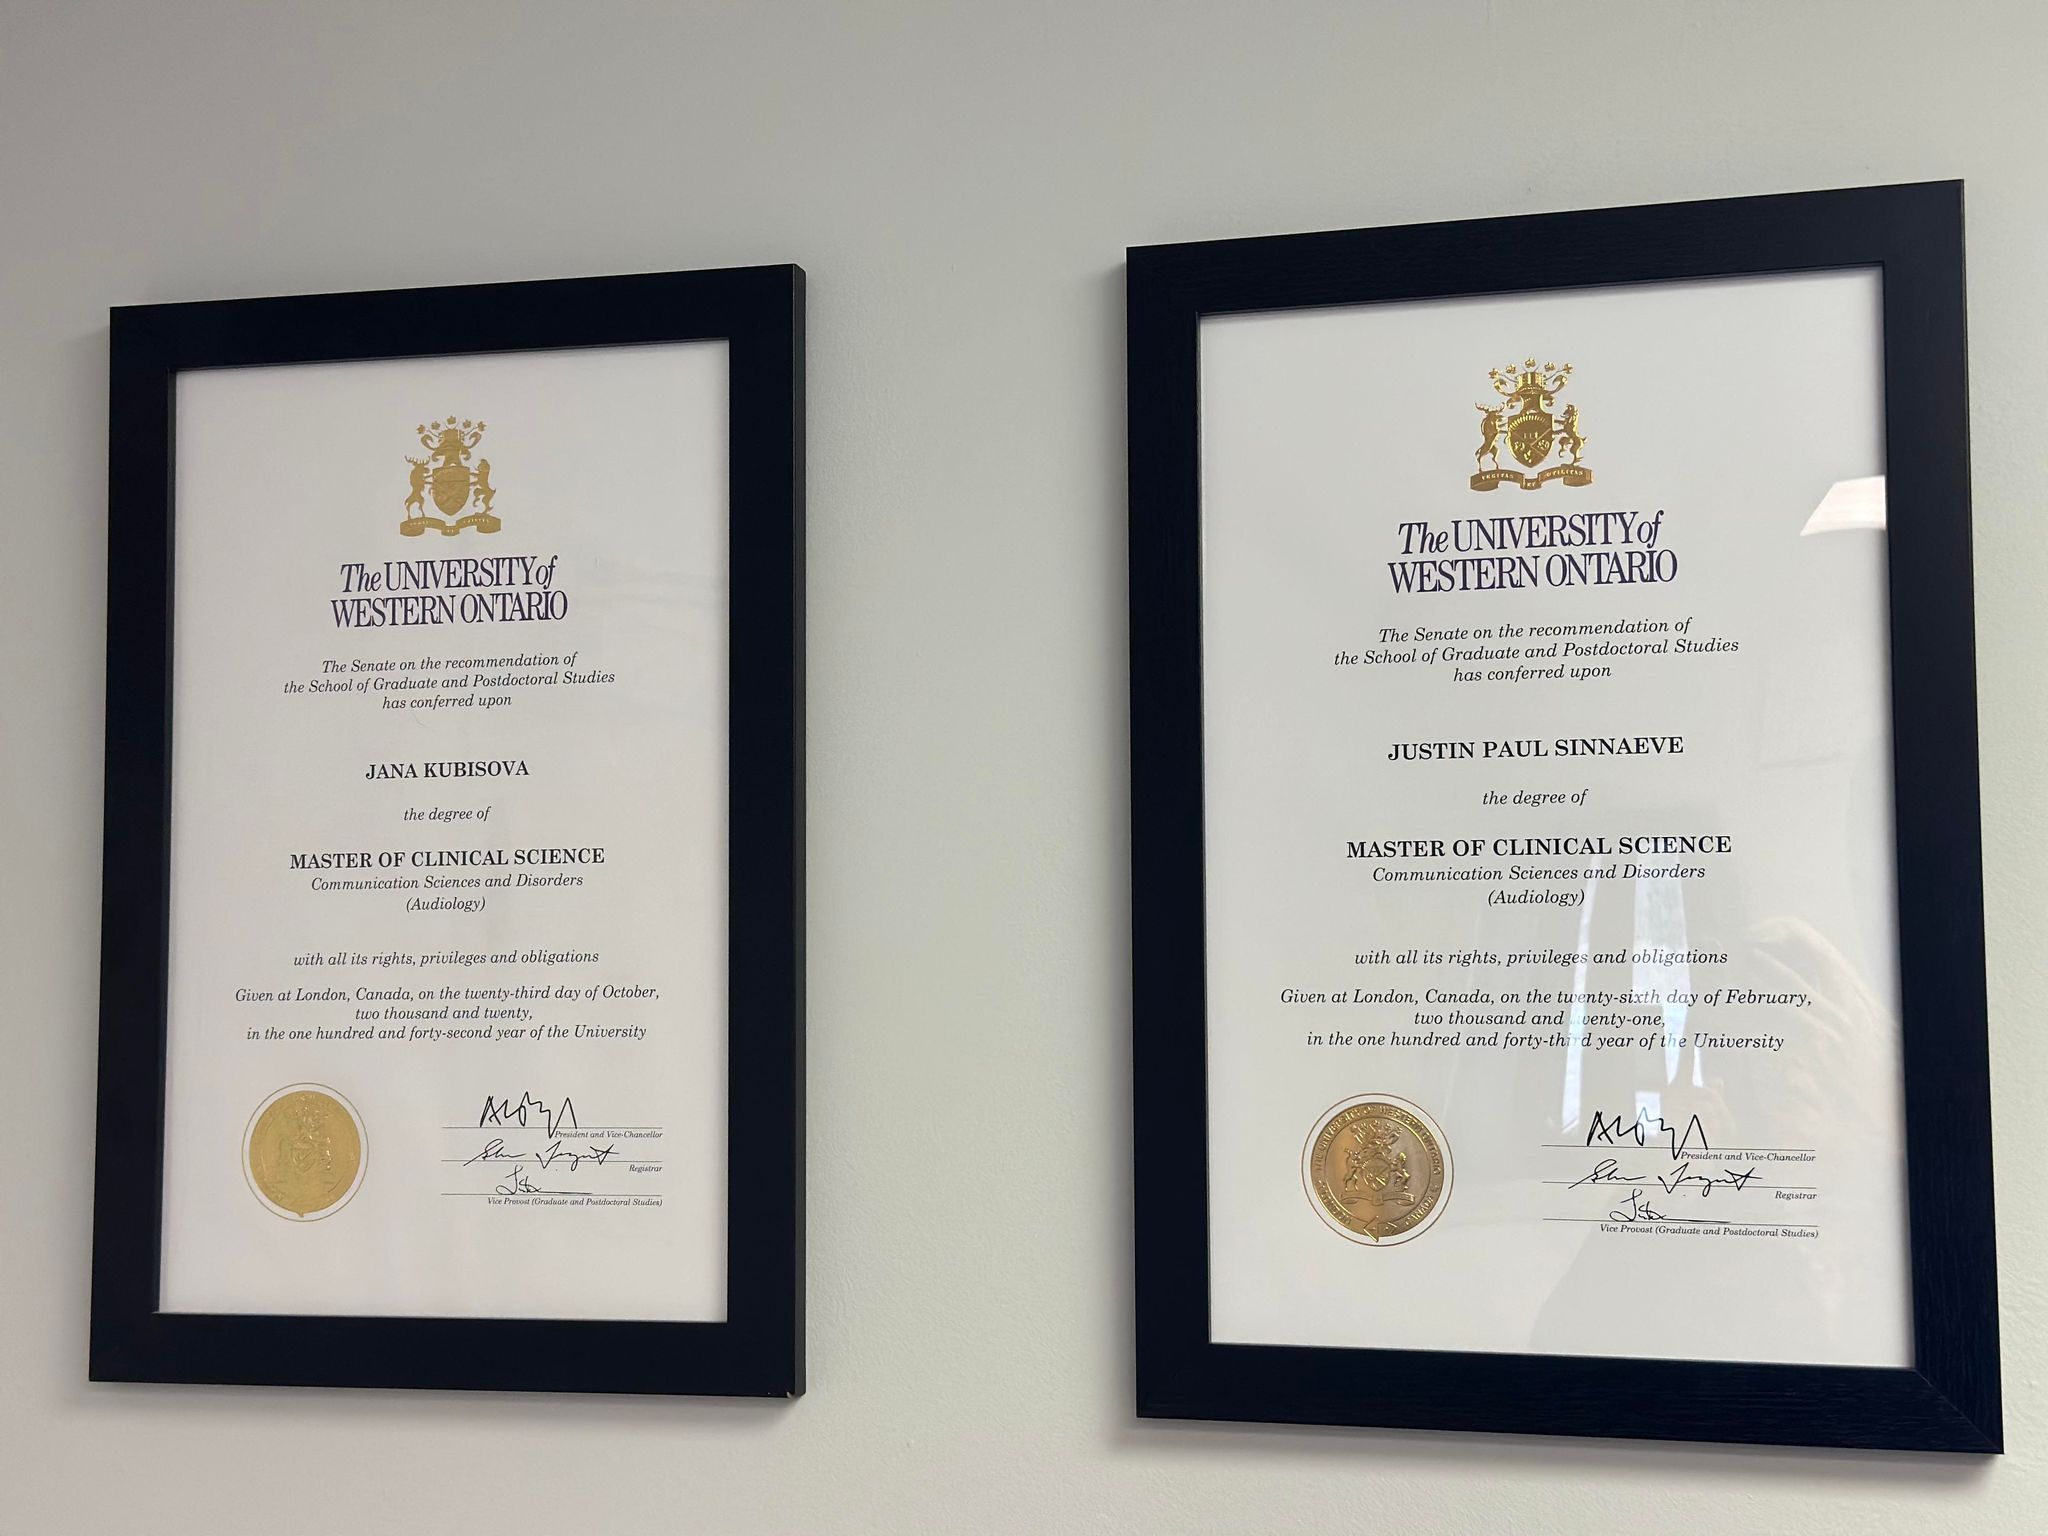 The UNIVERSITY of
WESTERN ONTARIO
The Senate on the recommendation of
the School of Graduate and Postdoctoral Studies
has conferred upon
JANA KUBISOVA
the degree of
MASTER OF CLINICAL SCIENCE
Communication Sciences and Disorders
(Audiology)
with all its rights, privileges and obligations
Given at London, Canada, on the twenty-third day of October,
two thousand and twenty,
in the one hundred and forty-second year of the University
President and Vice-Chancellor
Registrar
Vice Provost (Graduate and Postdoctoral Studies)
VERITAS ET UTILITAS
The UNIVERSITY of
WESTERN ONTARIO
The Senate on the recommendation of
the School of Graduate and Postdoctoral Studies
has conferred upon
JUSTIN PAUL SINNAEVE
the degree of
MASTER OF CLINICAL SCIENCE
Communication Sciences and Disorders
(Audiology)
with all its rights, privileges and obligations
Given at London, Canada, on the twenty-sixth day of February,
two thousand and twenty-one,
in the one hundred and forty-third year of the University
President and Vice-Chancellor
Registrar
Vice Provost (Graduate and Postdoctoral Studies)